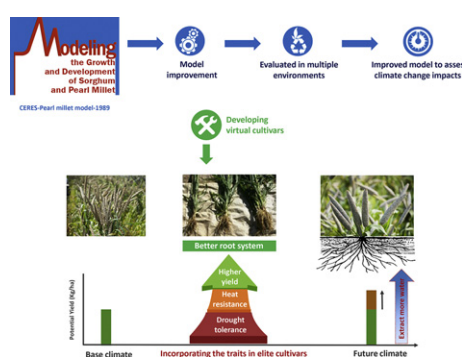 Modeling
the Growth
and Development
of Sorghum
and Pearl Millet
CERES-Pearl millet model-1989
Model
improvement
Evaluated in multiple
environments
Improved model to asses
climate change impacts
Developing
virtual cultivars
Better root system
Higher
yield
Heat
resistance
Drought
tolerance
Potential Yield (Kg/ha)
Extract more water
Base climate
Incorporating the traits in elite cultivars
Future climate